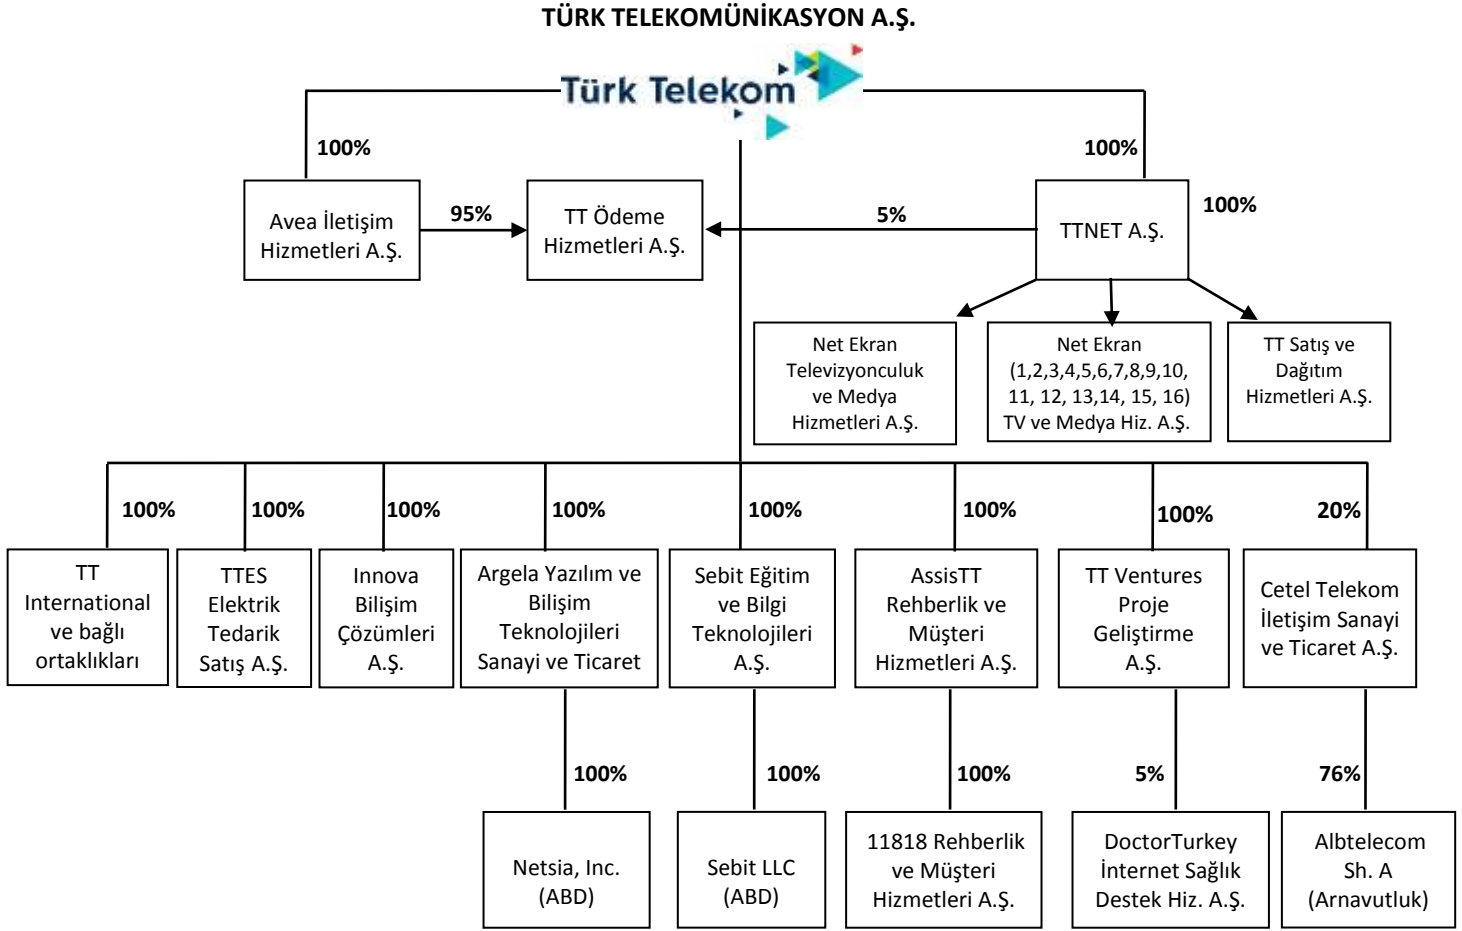 TÜRK TELEKOMÜNİKASYON A.Ş.
Türk Telekom
100%
100%
Avea İletişim
Hizmetleri A.Ş.
95%
TT Ödeme
Hizmetleri A.Ş.
5%
TTNET A.Ş.
100%
Net Ekran
Televizyonculuk
ve Medya
Hizmetleri A.Ş.
Net Ekran
(1,2,3,4,5,6,7,8,9,10,
11, 12, 13,14, 15, 16)
TV ve Medya Hiz. A.Ş.
TT Satış ve
Dağıtım
Hizmetleri A.Ş.
100%
100%
100%
100%
100%
100%
100%
20%
TT
International
ve bağlı
ortaklıkları
TTES
Elektrik
Tedarik
Satış A.Ş.
Innova
Bilişim
Çözümleri
A.Ş.
Argela Yazılım ve
Bilişim
Teknolojileri
Sanayi ve Ticaret
Sebit Eğitim
ve Bilgi
Teknolojileri
A.Ş.
AssisTT
Rehberlik ve
Müşteri
Hizmetleri A.Ş.
TT Ventures
Proje
Geliştirme
A.Ş.
Cetel Telekom
İletişim Sanayi
ve Ticaret A.Ş.
100%
100%
100%
5%
76%
Netsia, Inc.
(ABD)
Sebit LLC
(ABD)
11818 Rehberlik
ve Müşteri
Hizmetleri A.Ş.
DoctorTurkey
İnternet Sağlık
Destek Hiz. A.Ş.
Albtelecom
Sh. A
(Arnavutluk)